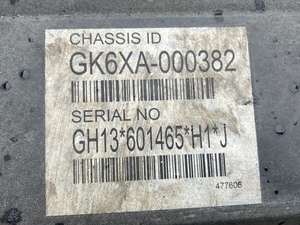 CHASSIS ID
GK6XA-000382
SERIAL NO
GH13*601465*H1*J
477606